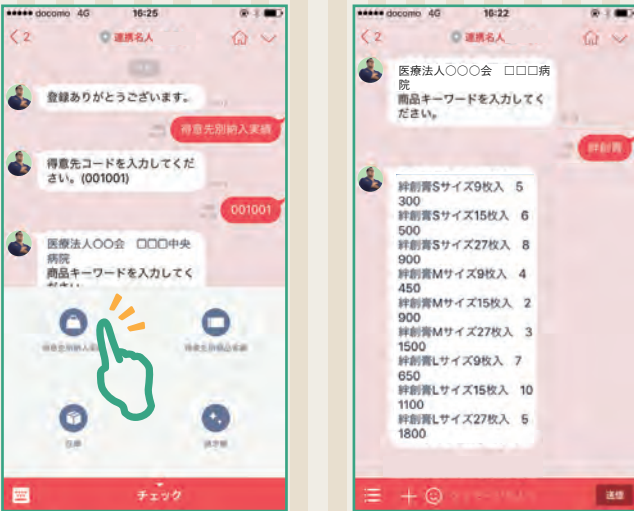 docomo 4G 16:25
2 連携名人
登録ありがとうございます。
得意先別納入実績
得意先コードを入力してくだ
さい。(001001)
001001
医療法人〇〇会 □□□中央
病院
商品キーワードを入力してく
ださい。
在庫
チェック
docomo 4G 16:22
2 連携名人
医療法人〇〇〇会 □□□病
院
商品キーワードを入力してく
ださい。
絆創膏
絆創膏Sサイズ9枚入 5
300
絆創膏Sサイズ15枚入 6
500
絆創膏Sサイズ27枚入 8
900
絆創膏Mサイズ9枚入 4
450
絆創膏Mサイズ15枚入 2
900
絆創膏Mサイズ27枚入 3
1500
絆創膏Lサイズ9枚入 7
650
絆創膏Lサイズ15枚入 10
1100
絆創膏Lサイズ27枚入 5
1800
送信